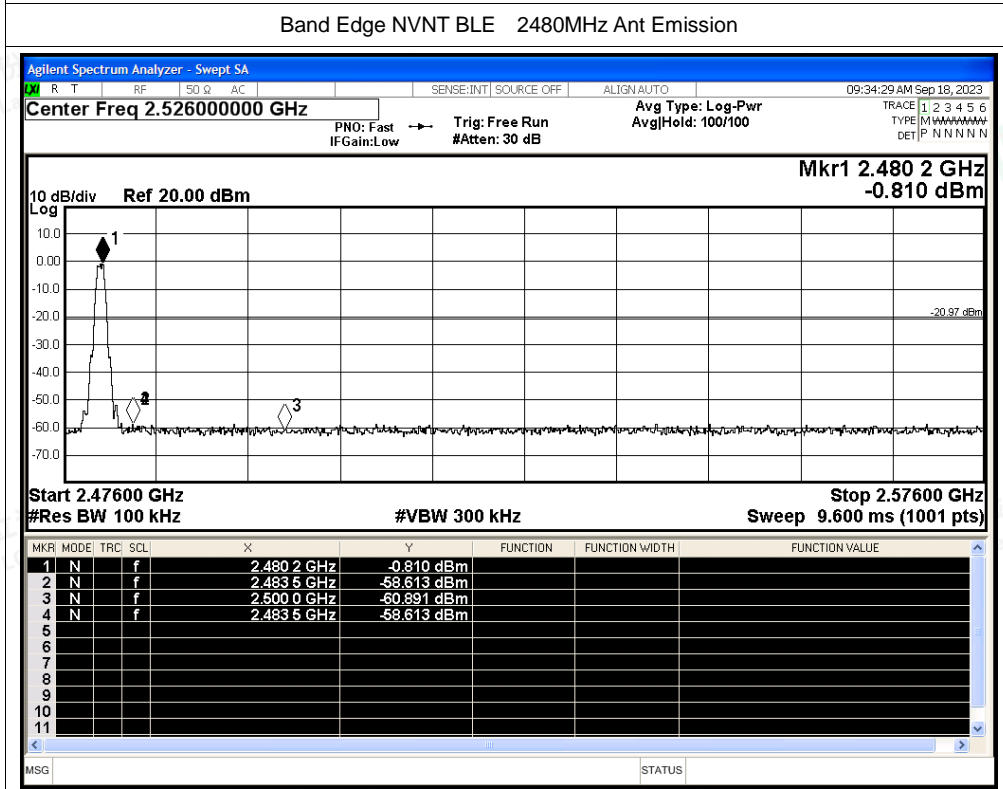 Band Edge NVNT BLE 2480MHz Ant Emission
Agilent Spectrum Analyzer - Swept SA
LXI R T RF 50 Ω AC SENSE:INT SOURCE OFF ALIGN AUTO 09:34:29 AM Sep 18, 2023
Center Freq 2.526000000 GHz
PNO: Fast
IFGain:Low
Trig: Free Run
#Atten: 30 dB
Avg Type: Log-Pwr
Avg|Hold: 100/100
TRACE 1 2 3 4 5 6
TYPE M WWWWW
DET P N N N N N
Mkr1 2.480 2 GHz
-0.810 dBm
10 dB/div Ref 20.00 dBm
Log
10.0
0.00
-10.0
-20.0
-30.0
-40.0
-50.0
-60.0
-70.0
1
3
-20.97 dBm
Start 2.47600 GHz Stop 2.57600 GHz
#Res BW 100 kHz #VBW 300 kHz Sweep 9.600 ms (1001 pts)
MKR MODE TRC SCL X Y FUNCTION FUNCTION WIDTH FUNCTION VALUE
1 N f 2.480 2 GHz -0.810 dBm
2 N f 2.483 5 GHz -58.613 dBm
3 N f 2.500 0 GHz -60.891 dBm
4 N f 2.483 5 GHz -58.613 dBm
5
6
7
8
9
10
11
MSG STATUS